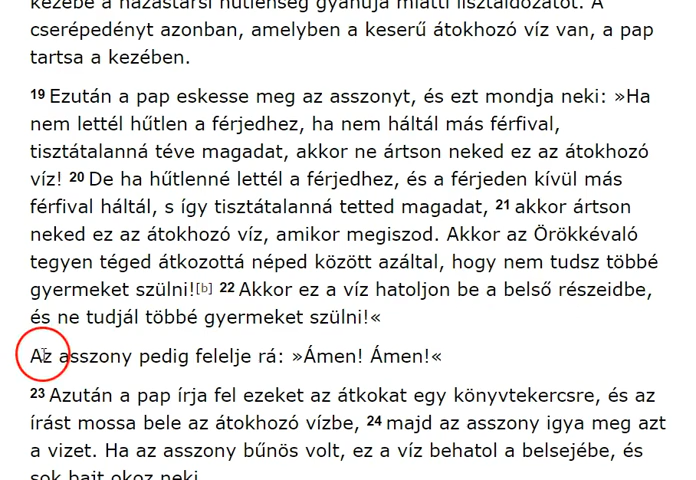 kezébe a házastársi hűtlenség gyanúja miatti lisztáldozatot. A
cserépedényt azonban, amelyben a keserű átokhozó víz van, a pap
tartsa a kezében.
19 Ezután a pap eskesse meg az asszonyt, és ezt mondja neki: »Ha
nem lettél hűtlen a férjedhez, ha nem háltál más férfival,
tisztátalanná téve magadat, akkor ne ártson neked ez az átokhozó
víz! 20 De ha hűtlenné lettél a férjedhez, és a férjeden kívül más
férfival háltál, s így tisztátalanná tetted magadat, 21 akkor ártson
neked ez az átokhozó víz, amikor megiszod. Akkor az Örökkévaló
tegyen téged átkozottá néped között azáltal, hogy nem tudsz többé
gyermeket szülni![b] 22 Akkor ez a víz hatoljon be a belső részeidbe,
és ne tudjál többé gyermeket szülni!«
Az asszony pedig felelje rá: »Ámen! Ámen!«
23 Azután a pap írja fel ezeket az átkokat egy könyvtekercsre, és az
írást mossa bele az átokhozó vízbe, 24 majd az asszony igya meg azt
a vizet. Ha az asszony bűnös volt, ez a víz behatol a belsejébe, és
sok bajt okoz neki.